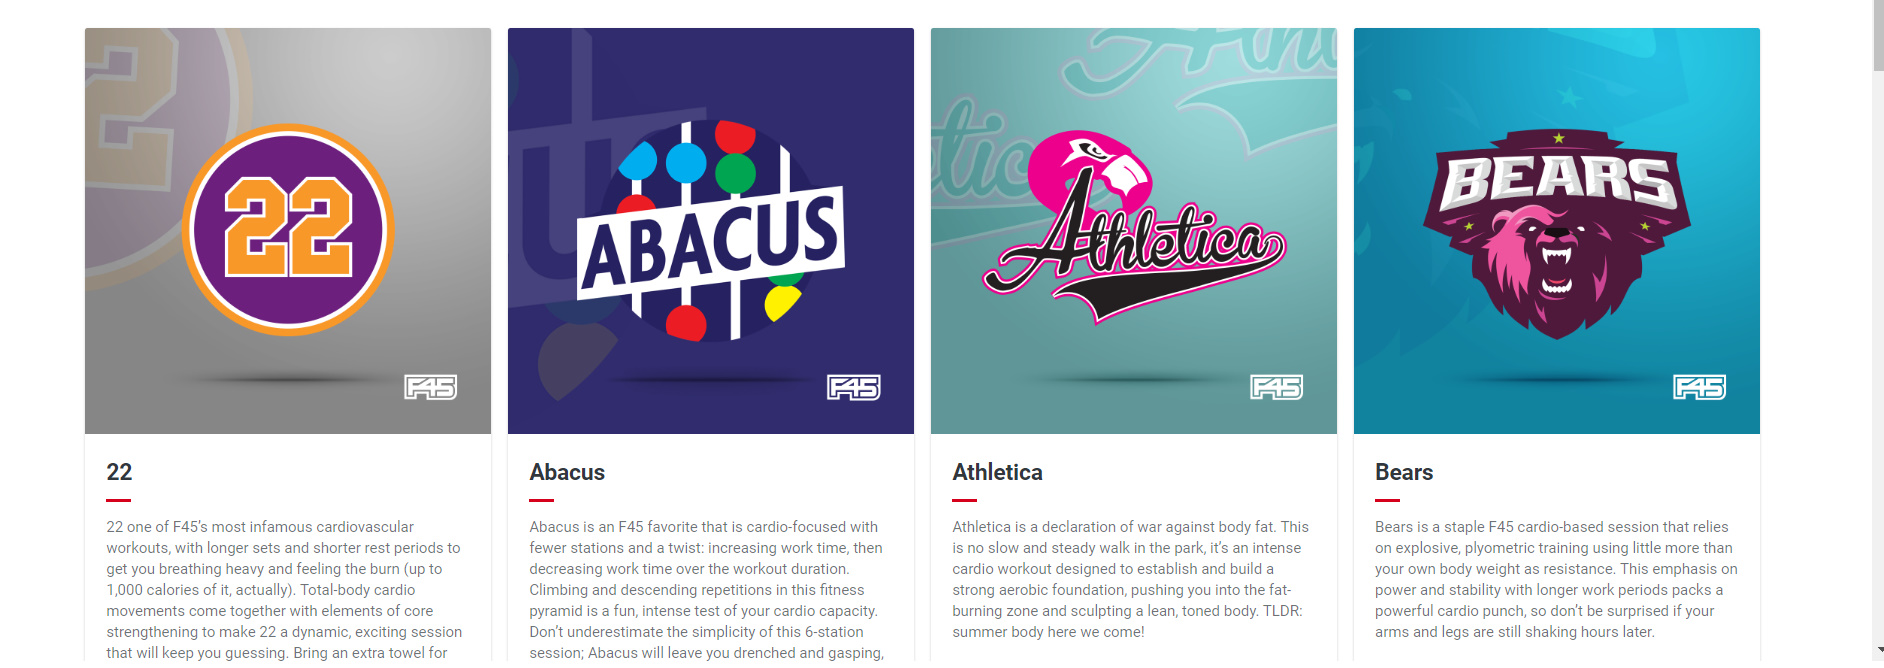 22
22
ABACUS
Athletica
BEARS
F45
F45
F45
F45
22
22 one of F45’s most infamous cardiovascular
workouts, with longer sets and shorter rest periods to
get you breathing heavy and feeling the burn (up to
1,000 calories of it, actually). Total-body cardio
movements come together with elements of core
strengthening to make 22 a dynamic, exciting session
that will keep you guessing. Bring an extra towel for
Abacus
Abacus is an F45 favorite that is cardio-focused with
fewer stations and a twist: increasing work time, then
decreasing work time over the workout duration.
Climbing and descending repetitions in this fitness
pyramid is a fun, intense test of your cardio capacity.
Don’t underestimate the simplicity of this 6-station
session; Abacus will leave you drenched and gasping,
Athletica
Athletica is a declaration of war against body fat. This
is no slow and steady walk in the park, it’s an intense
cardio workout designed to establish and build a
strong aerobic foundation, pushing you into the fat-
burning zone and sculpting a lean, toned body. TLDR:
summer body here we come!
Bears
Bears is a staple F45 cardio-based session that relies
on explosive, plyometric training using little more than
your own body weight as resistance. This emphasis on
power and stability with longer work periods packs a
powerful cardio punch, so don’t be surprised if your
arms and legs are still shaking hours later.